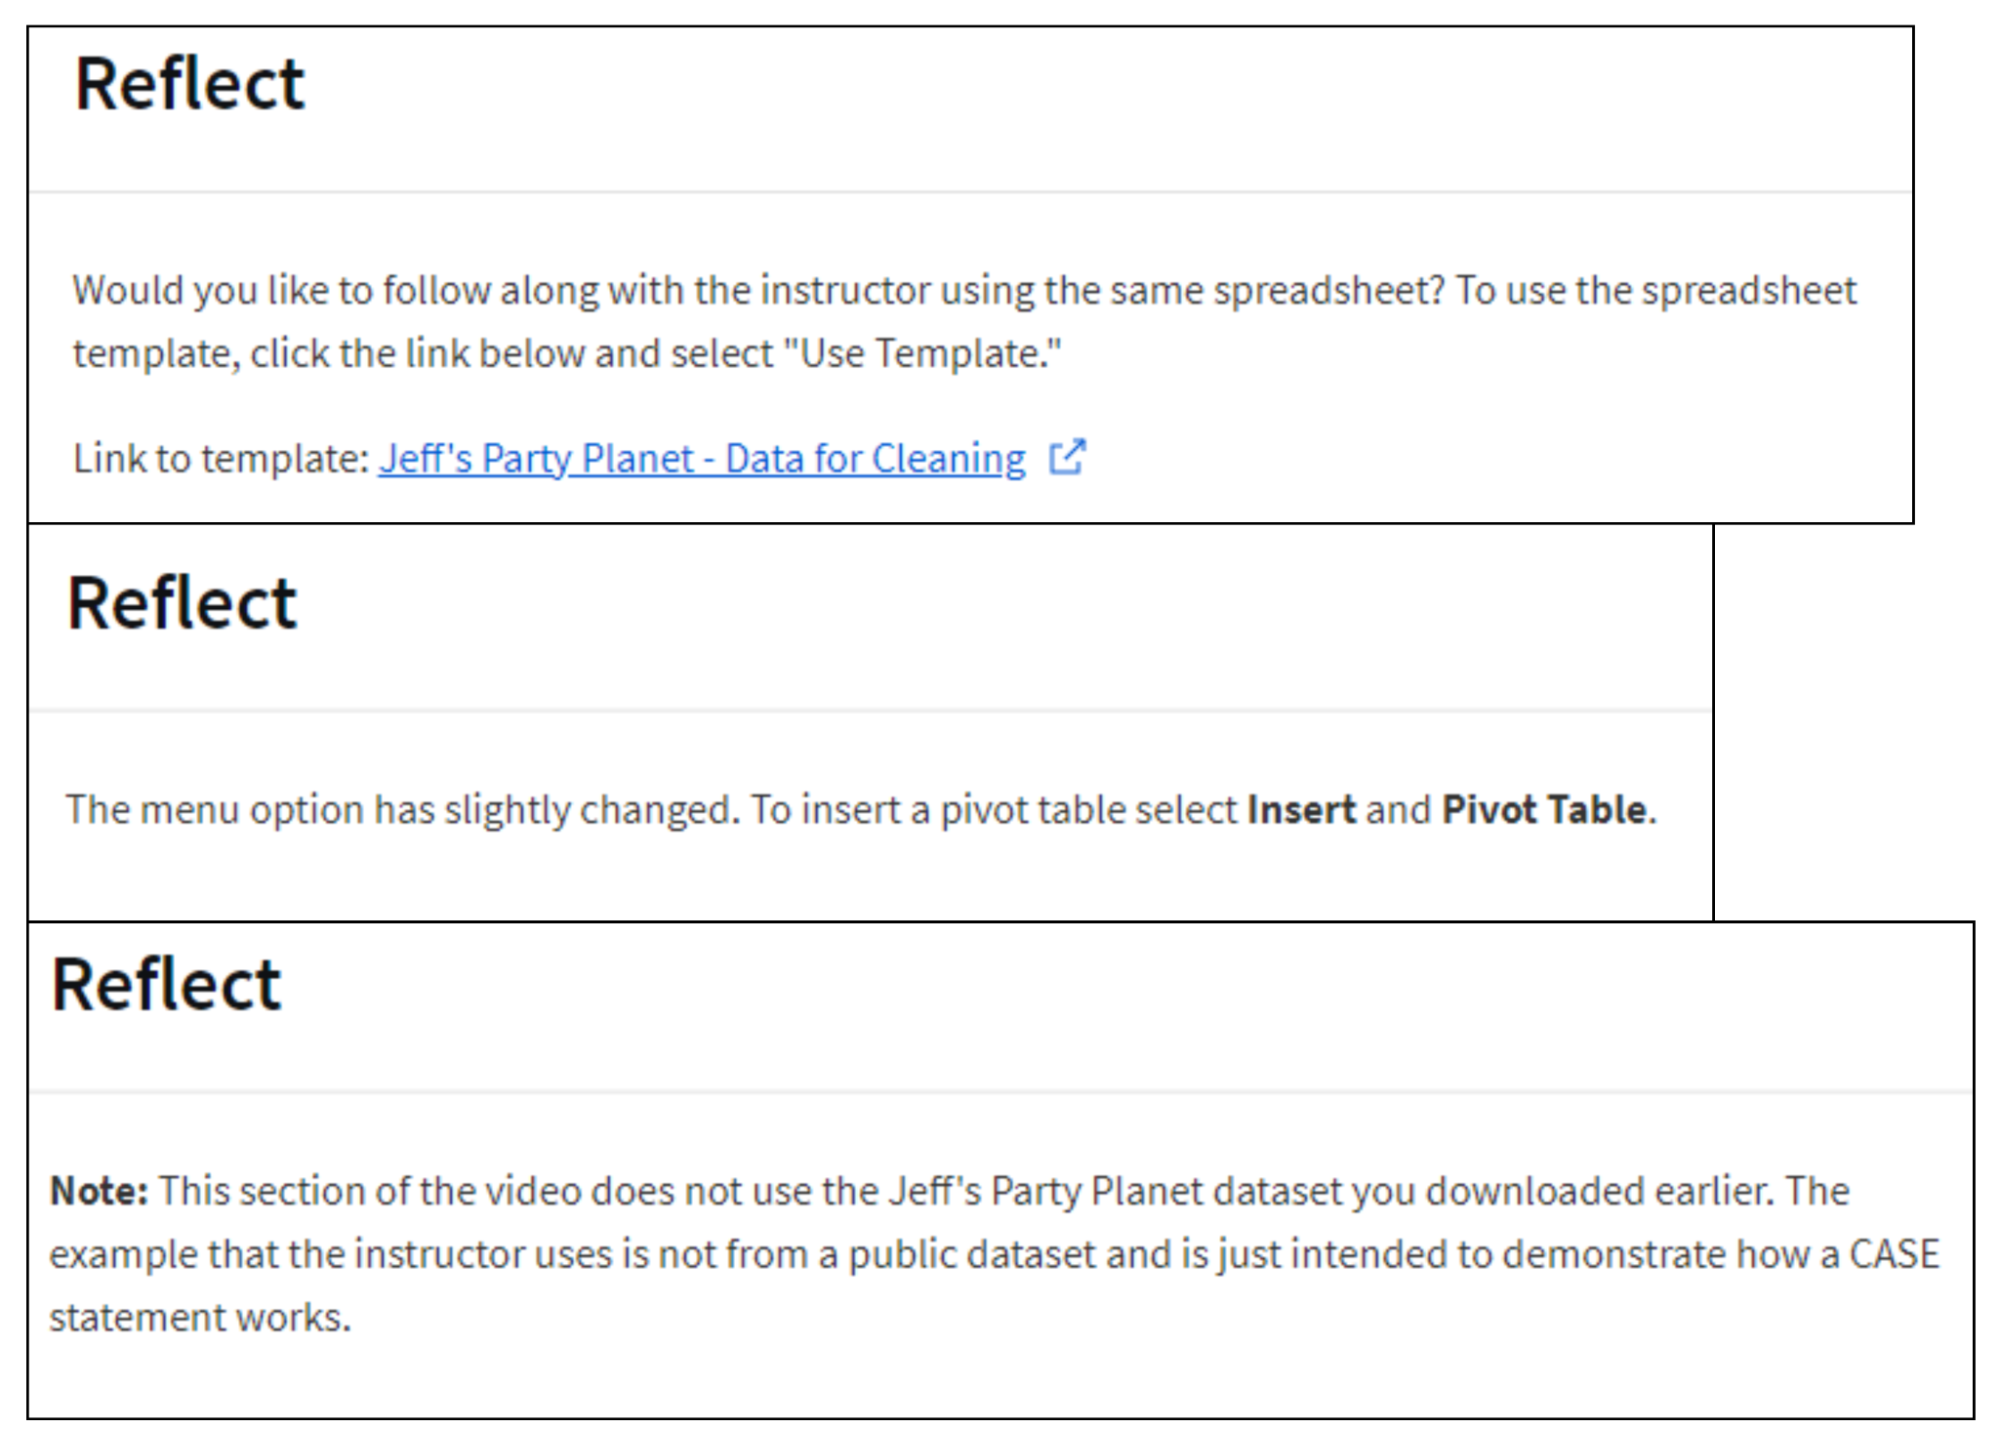 Reflect
Would you like to follow along with the instructor using the same spreadsheet? To use the spreadsheet
template, click the link below and select "Use Template."
Link to template: Jeff's Party Planet - Data for Cleaning
Reflect
The menu option has slightly changed. To insert a pivot table select Insert and Pivot Table.
Reflect
Note: This section of the video does not use the Jeff's Party Planet dataset you downloaded earlier. The
example that the instructor uses is not from a public dataset and is just intended to demonstrate how a CASE
statement works.